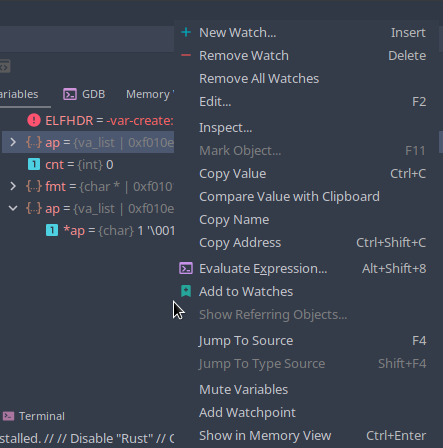 New Watch... Insert
Remove Watch Delete
Remove All Watches
Edit... F2
Inspect...
Mark Object... F11
Copy Value Ctrl+C
Compare Value with Clipboard
Copy Name
Copy Address Ctrl+Shift+C
Evaluate Expression... Alt+Shift+8
Add to Watches
Show Referring Objects...
Jump To Source F4
Jump To Type Source Shift+F4
Mute Variables
Add Watchpoint
Show in Memory View Ctrl+Enter
ariables GDB Memory
ELFHDR = -var-create:
ap = {va_list | 0xf010e
cnt = {int} 0
fmt = {char * | 0xf010
ap = {va_list | 0xf010e
*ap = {char} 1 '\001
Terminal
stalled. // // Disable "Rust" // C